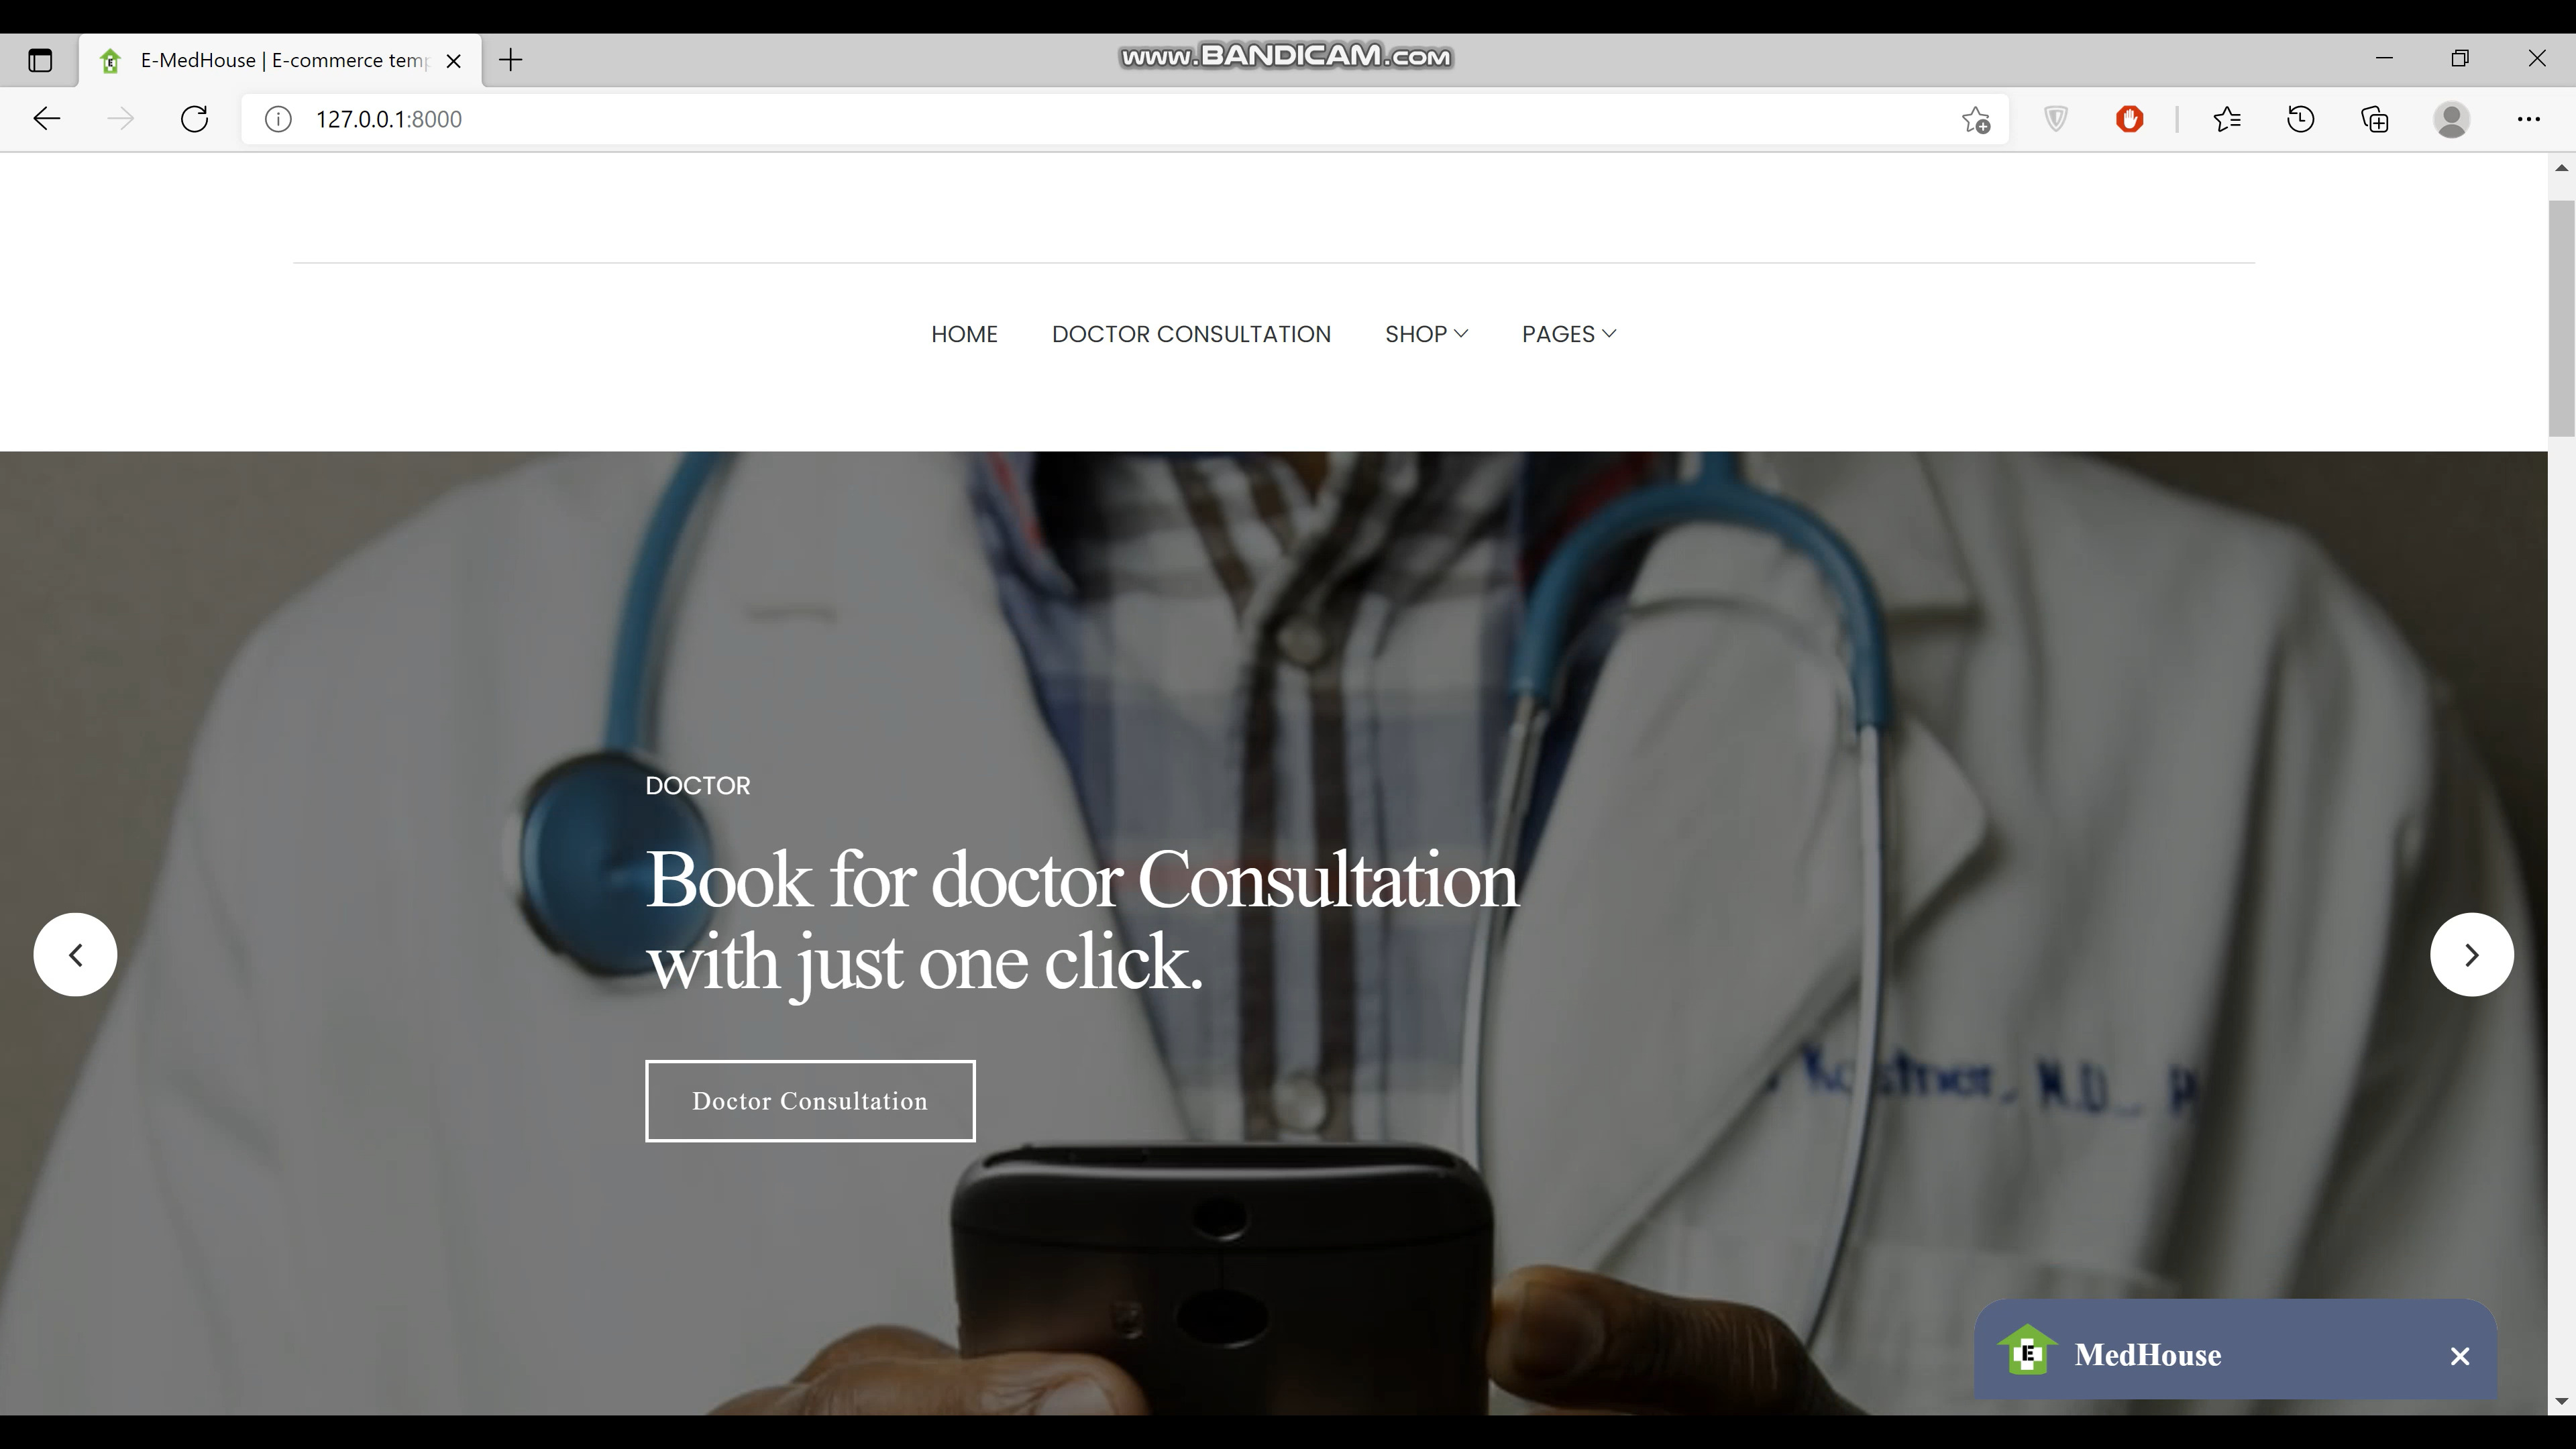 E-MedHouse | E-commerce
www.BANDICAM.com
127.0.0.1:8000
HOME
DOCTOR CONSULTATION
SHOP
PAGES
DOCTOR
Book for doctor Consultation
with just one click.
Doctor Consultation
E MedHouse